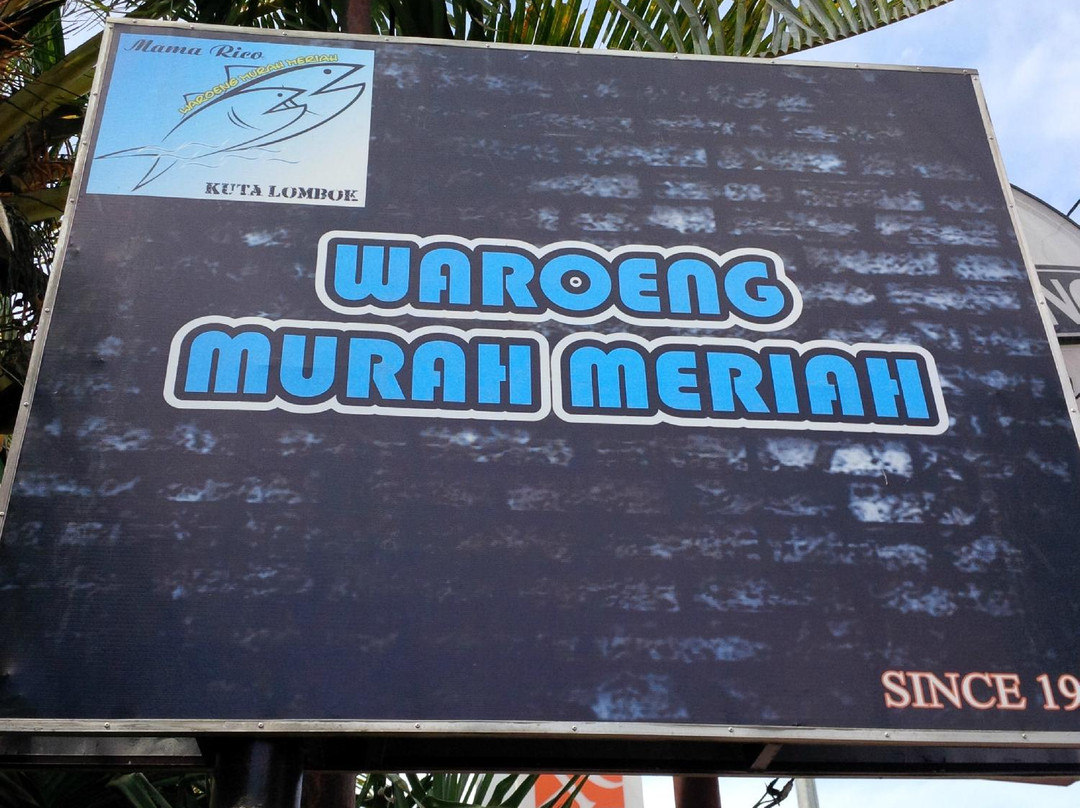 Mama Rico
WAROENG MURAH MERIAH
KUTA LOMBOK
WAROENG
MURAH MERIAH
SINCE 19